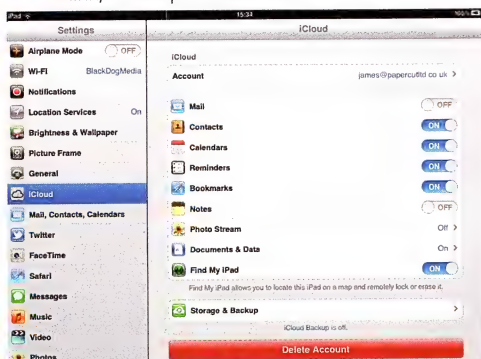 iPad
15:34
100%
Settings
iCloud
Airplane Mode OFF
Wi-Fi BlackDogMedia
Notifications
Location Services On
Brightness & Wallpaper
Picture Frame
General
iCloud
Mail, Contacts, Calendars
Twitter
FaceTime
Safari
Messages
Music
Video
Photos
iCloud
Account james@papercutltd co uk
Mail OFF
Contacts ON
Calendars ON
Reminders ON
Bookmarks ON
Notes OFF
Photo Stream Off
Documents & Data On
Find My iPad ON
Find My iPad allows you to locate this iPad on a map and remotely lock or erase it.
Storage & Backup
iCloud Backup is off.
Delete Account